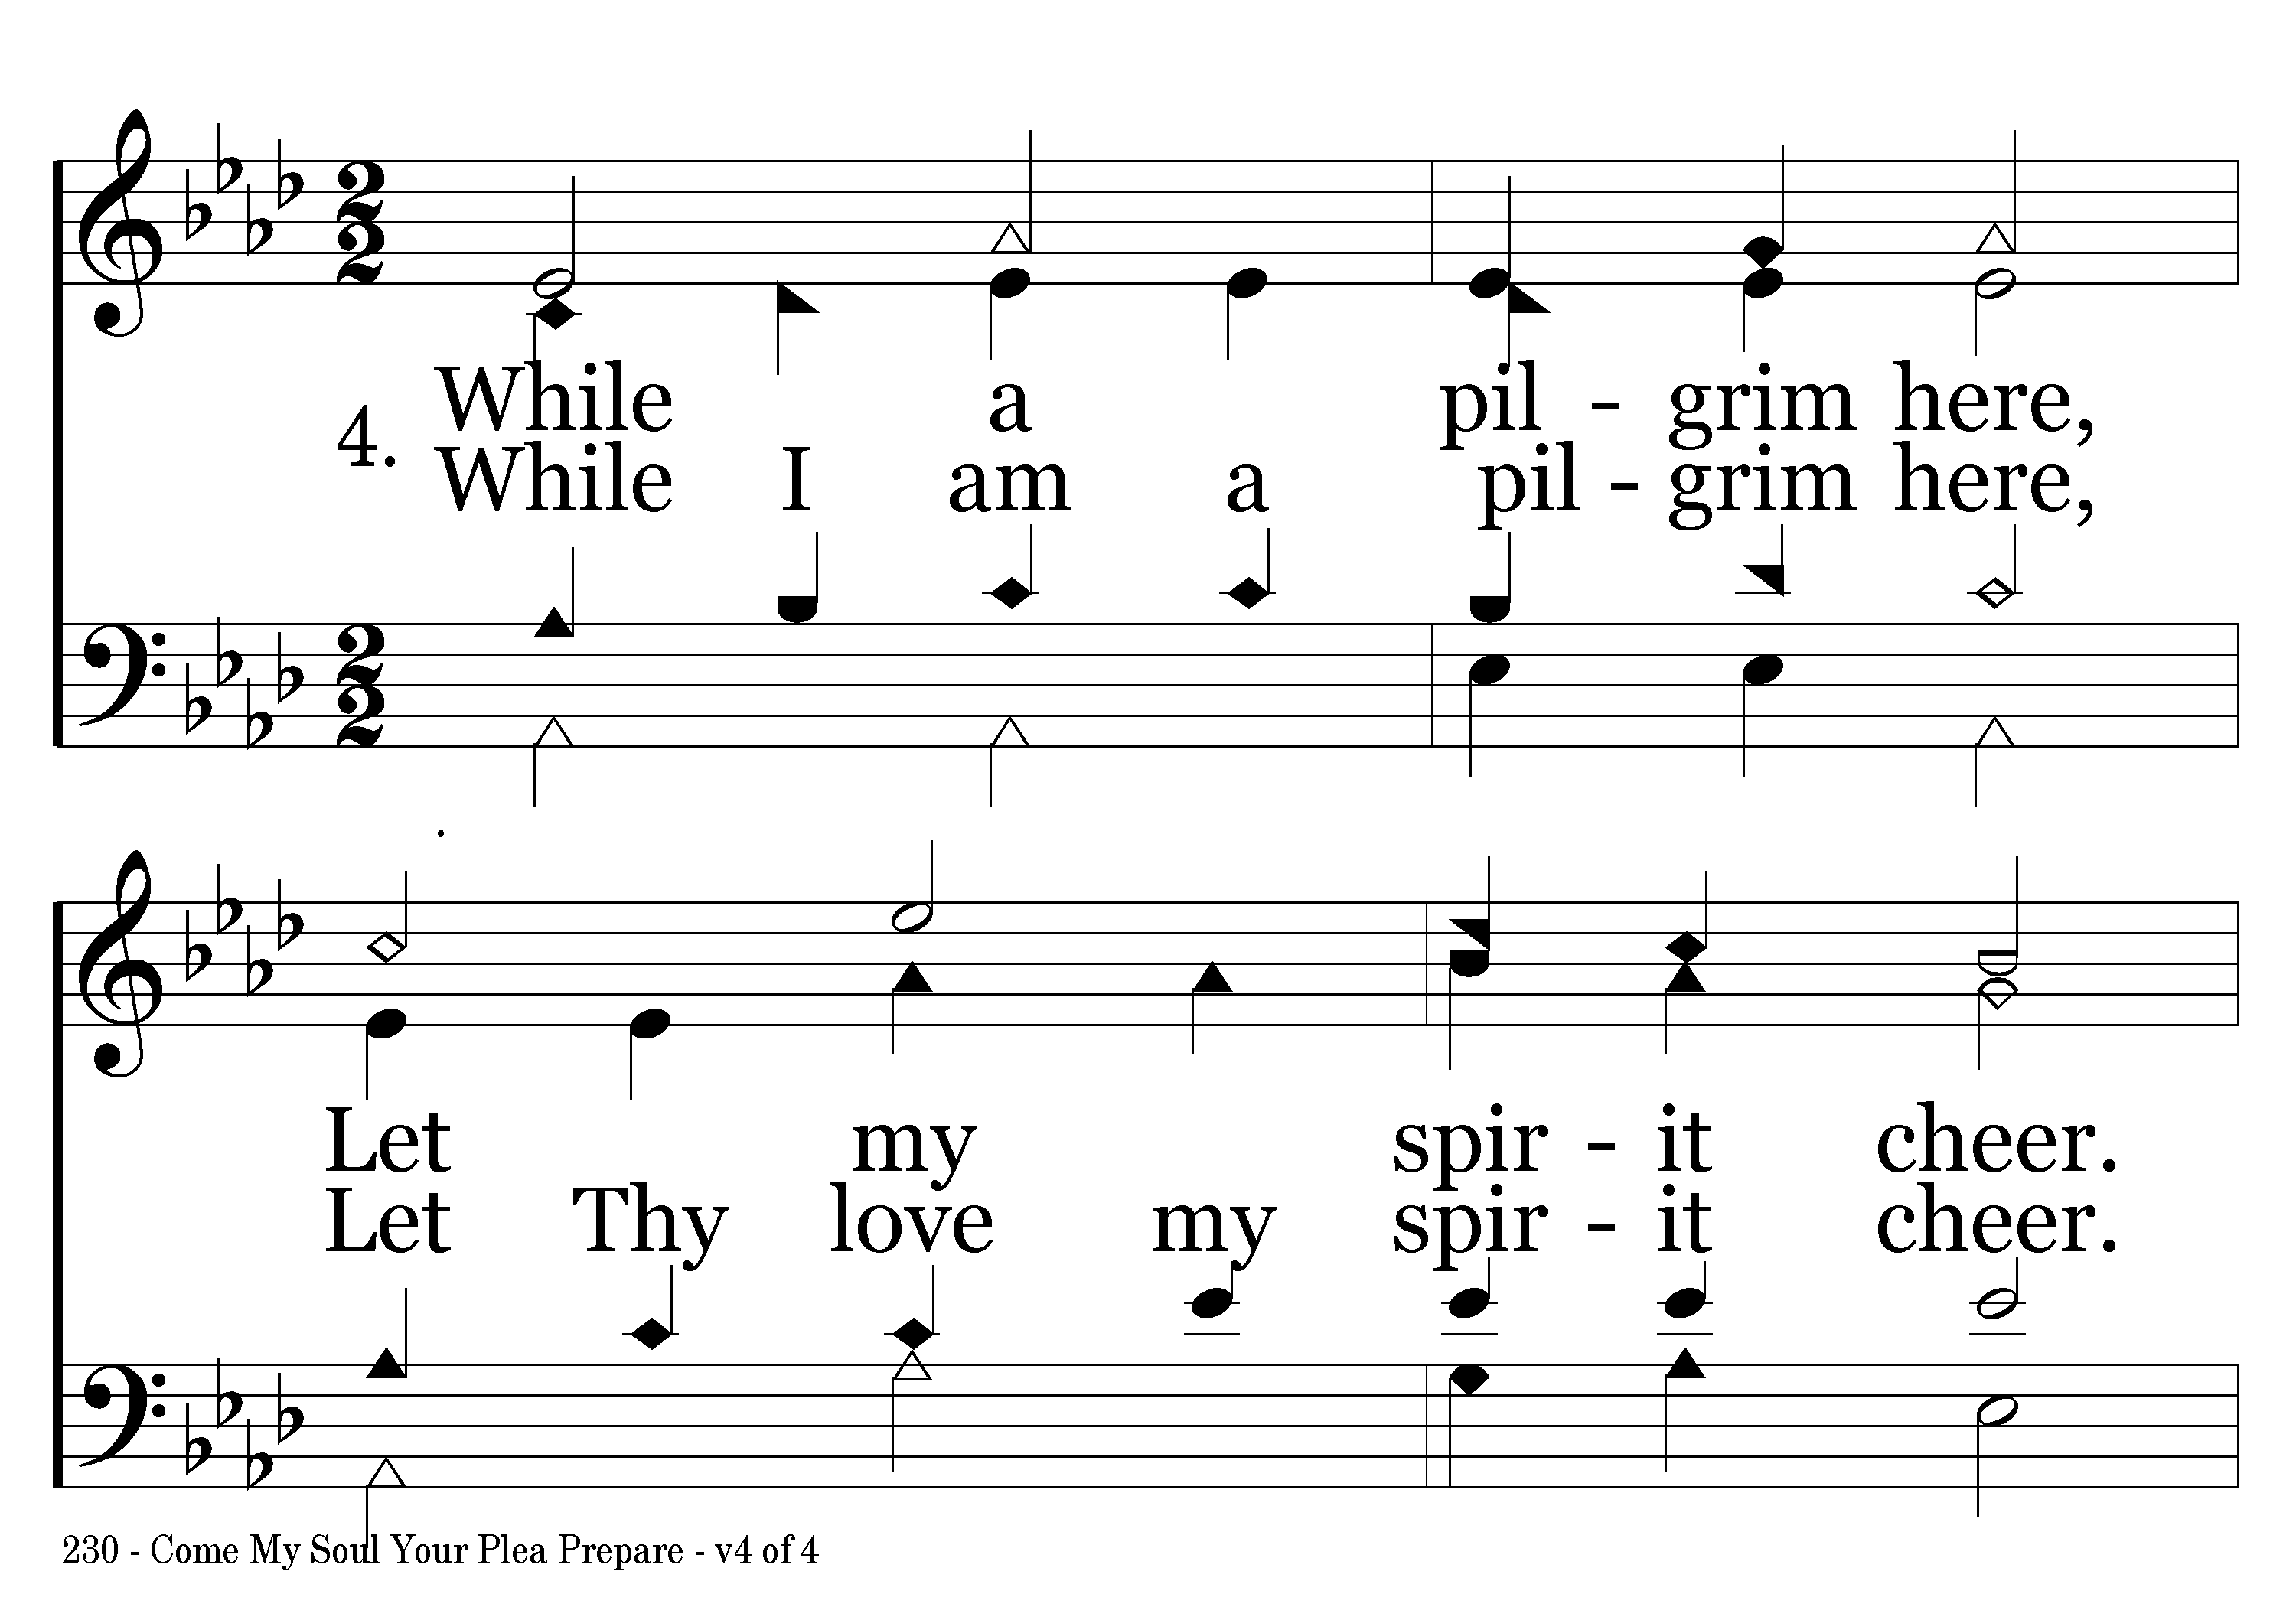 While a pil - grim here,
4.
While I am a pil - grim here,
Let my spir - it cheer.
Let Thy love my spir - it cheer.
230 - Come My Soul Your Plea Prepare - v4 of 4